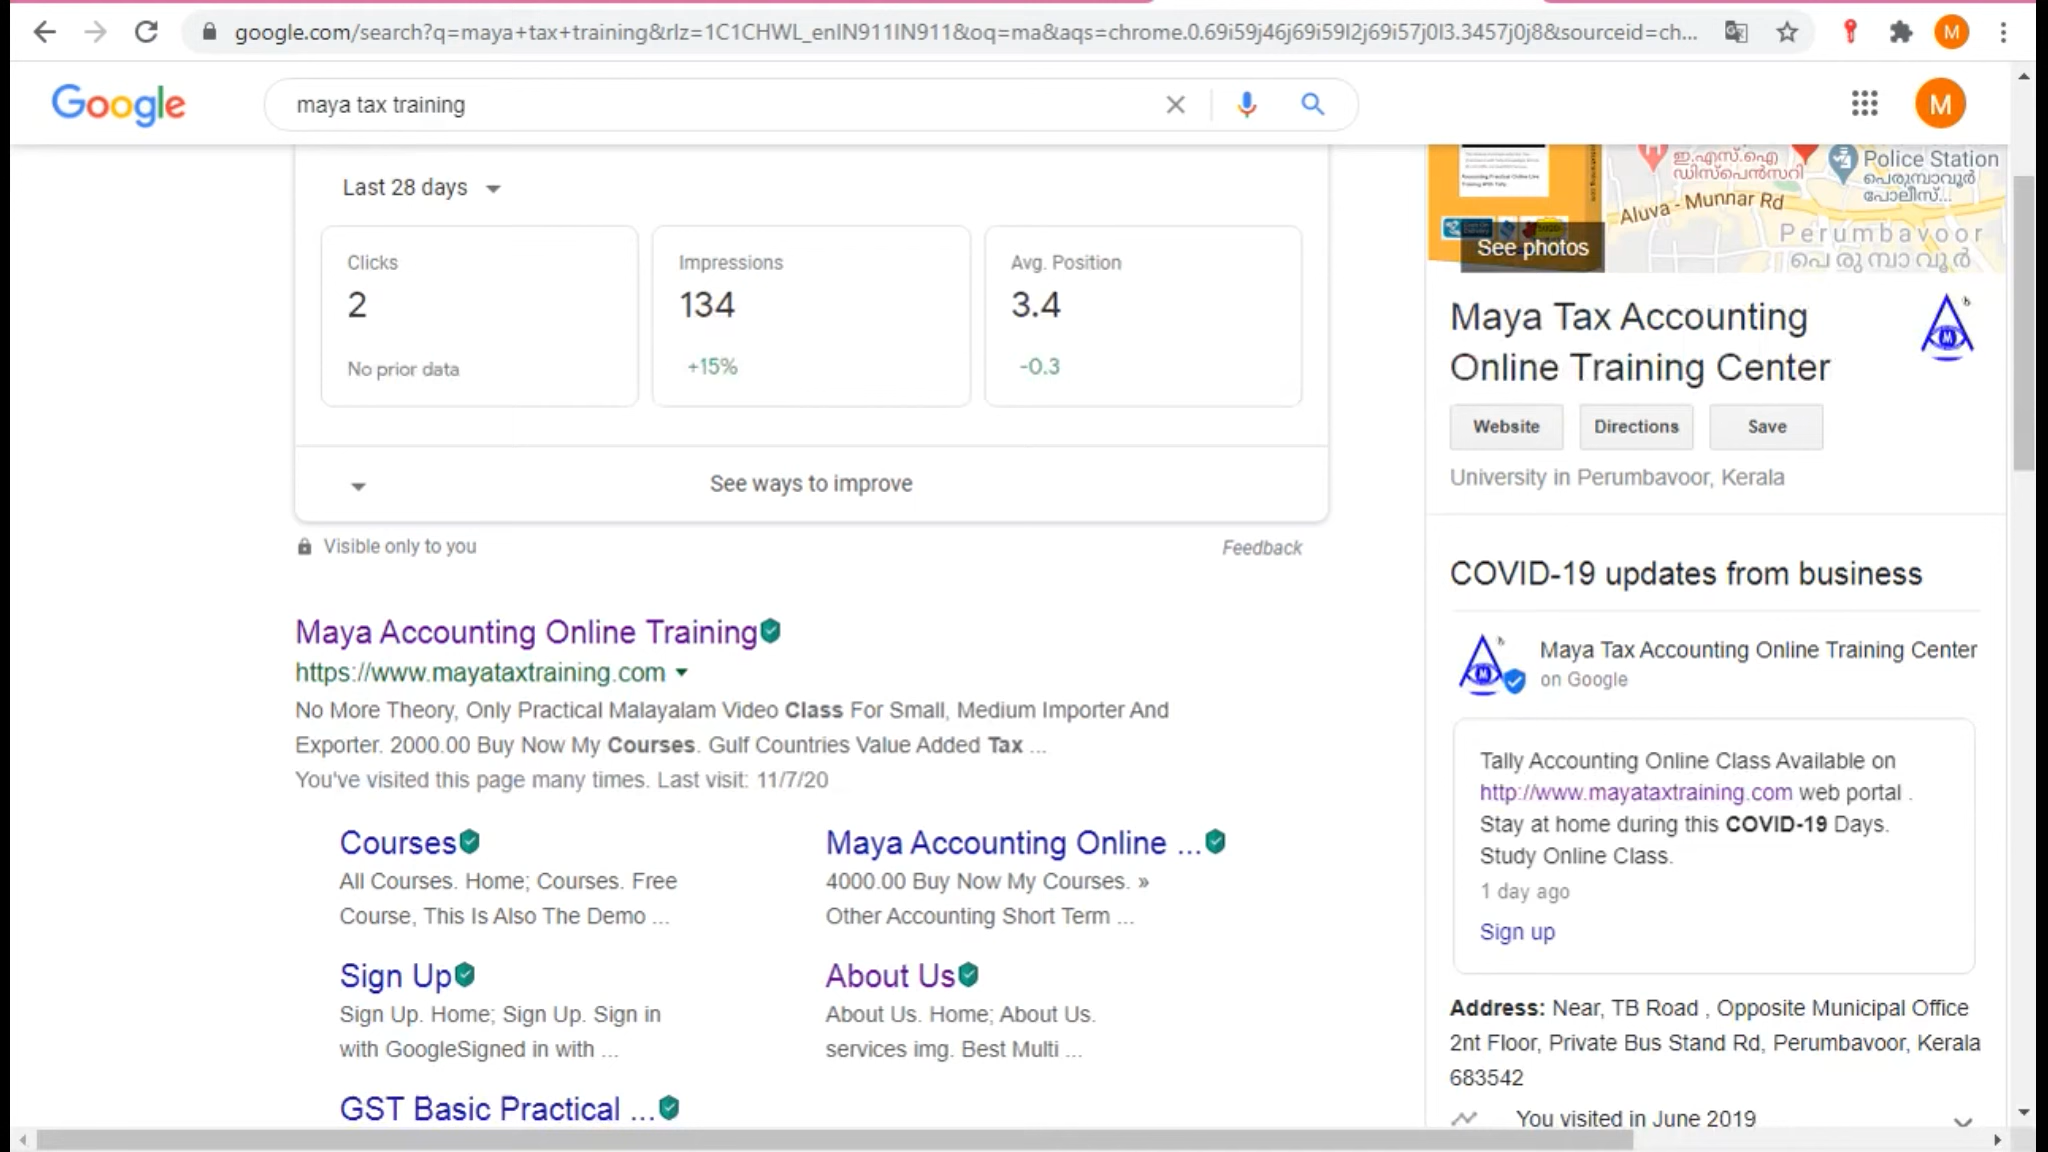 google.com/search?q=maya+tax+training&rlz=1C1CHWL_enIN911IN911&oq=ma&aqs=chrome.0.69i59j46j69i59l2j69i57j0l3.3457j0j8&sourceid=ch...
M
Google
maya tax training
M
Last 28 days
Clicks
2
No prior data
Impressions
134
+15%
Avg. Position
3.4
-0.3
See ways to improve
Visible only to you
Feedback
Maya Accounting Online Training
https://www.mayataxtraining.com
No More Theory, Only Practical Malayalam Video Class For Small, Medium Importer And
Exporter. 2000.00 Buy Now My Courses. Gulf Countries Value Added Tax ...
You've visited this page many times. Last visit: 11/7/20
Courses
All Courses. Home; Courses. Free
Course, This Is Also The Demo ...
Maya Accounting Online ...
4000.00 Buy Now My Courses. »
Other Accounting Short Term ...
Sign Up
Sign Up. Home; Sign Up. Sign in
with GoogleSigned in with ...
About Us
About Us. Home; About Us.
services img. Best Multi ...
GST Basic Practical ...
See photos
ഇ.എസ്.ഐ
ഡിസ്പെൻസറി
Police Station
പെരുമ്പാവൂർ
പോലീസ്...
Aluva - Munnar Rd
Perumbavoor
പെരുമ്പാവൂർ
Maya Tax Accounting
Online Training Center
Website
Directions
Save
University in Perumbavoor, Kerala
COVID-19 updates from business
Maya Tax Accounting Online Training Center
on Google
Tally Accounting Online Class Available on
http://www.mayataxtraining.com web portal .
Stay at home during this COVID-19 Days.
Study Online Class.
1 day ago
Sign up
Address: Near, TB Road , Opposite Municipal Office
2nt Floor, Private Bus Stand Rd, Perumbavoor, Kerala
683542
You visited in June 2019